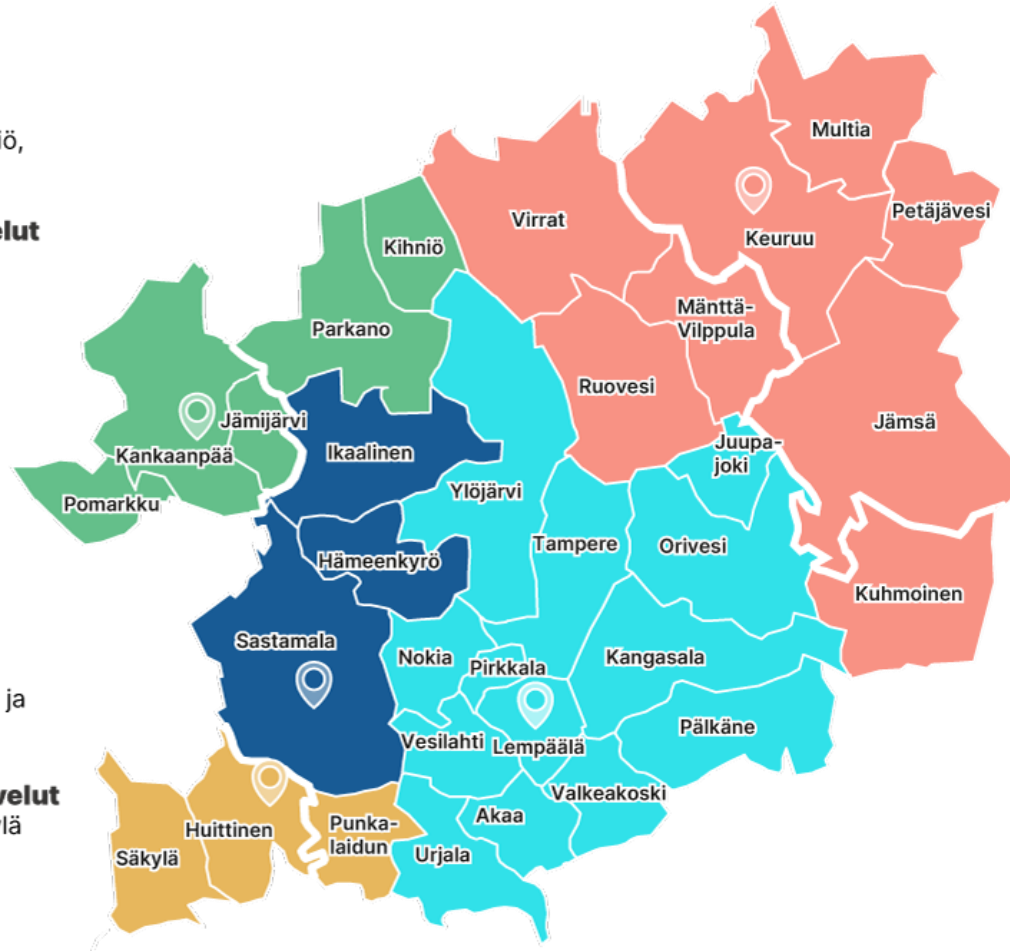 iö,
elut
ja
velut
ylä
Multia
Petäjävesi
Virrat
Keuruu
Kihniö
Mänttä-
Vilppula
Parkano
Ruovesi
Jämsä
Jämijärvi
Kankaanpää
Ikaalinen
Juupa-
joki
Pomarkku
Ylöjärvi
Tampere
Orivesi
Hämeenkyrö
Kuhmoinen
Sastamala
Nokia
Pirkkala
Kangasala
Vesilahti
Lempäälä
Pälkäne
Valkeakoski
Huittinen
Punka-
laidun
Akaa
Säkylä
Urjala